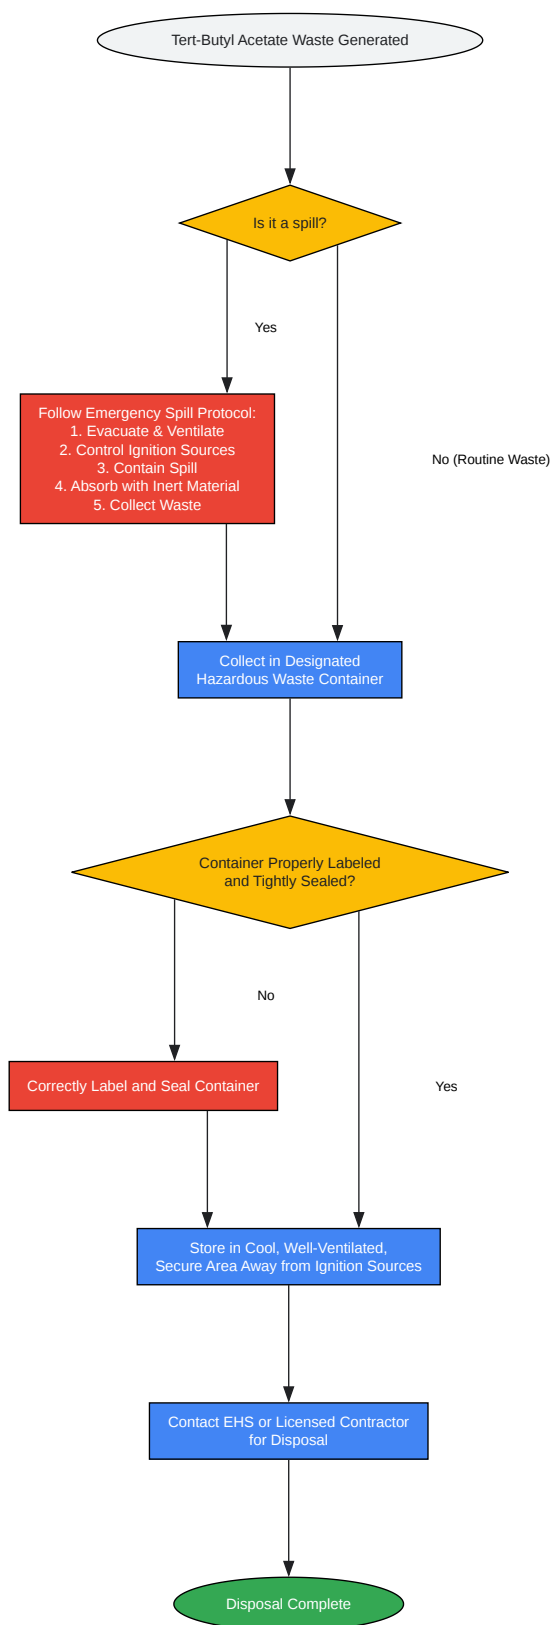 Tert-Butyl Acetate Waste Generated
Is it a spill?
Yes
Follow Emergency Spill Protocol:
1. Evacuate & Ventilate
2. Control Ignition Sources
3. Contain Spill
4. Absorb with Inert Material
5. Collect Waste
No (Routine Waste)
Collect in Designated
Hazardous Waste Container
Container Properly Labeled
and Tightly Sealed?
No
Correctly Label and Seal Container
Yes
Store in Cool, Well-Ventilated,
Secure Area Away from Ignition Sources
Contact EHS or Licensed Contractor
for Disposal
Disposal Complete